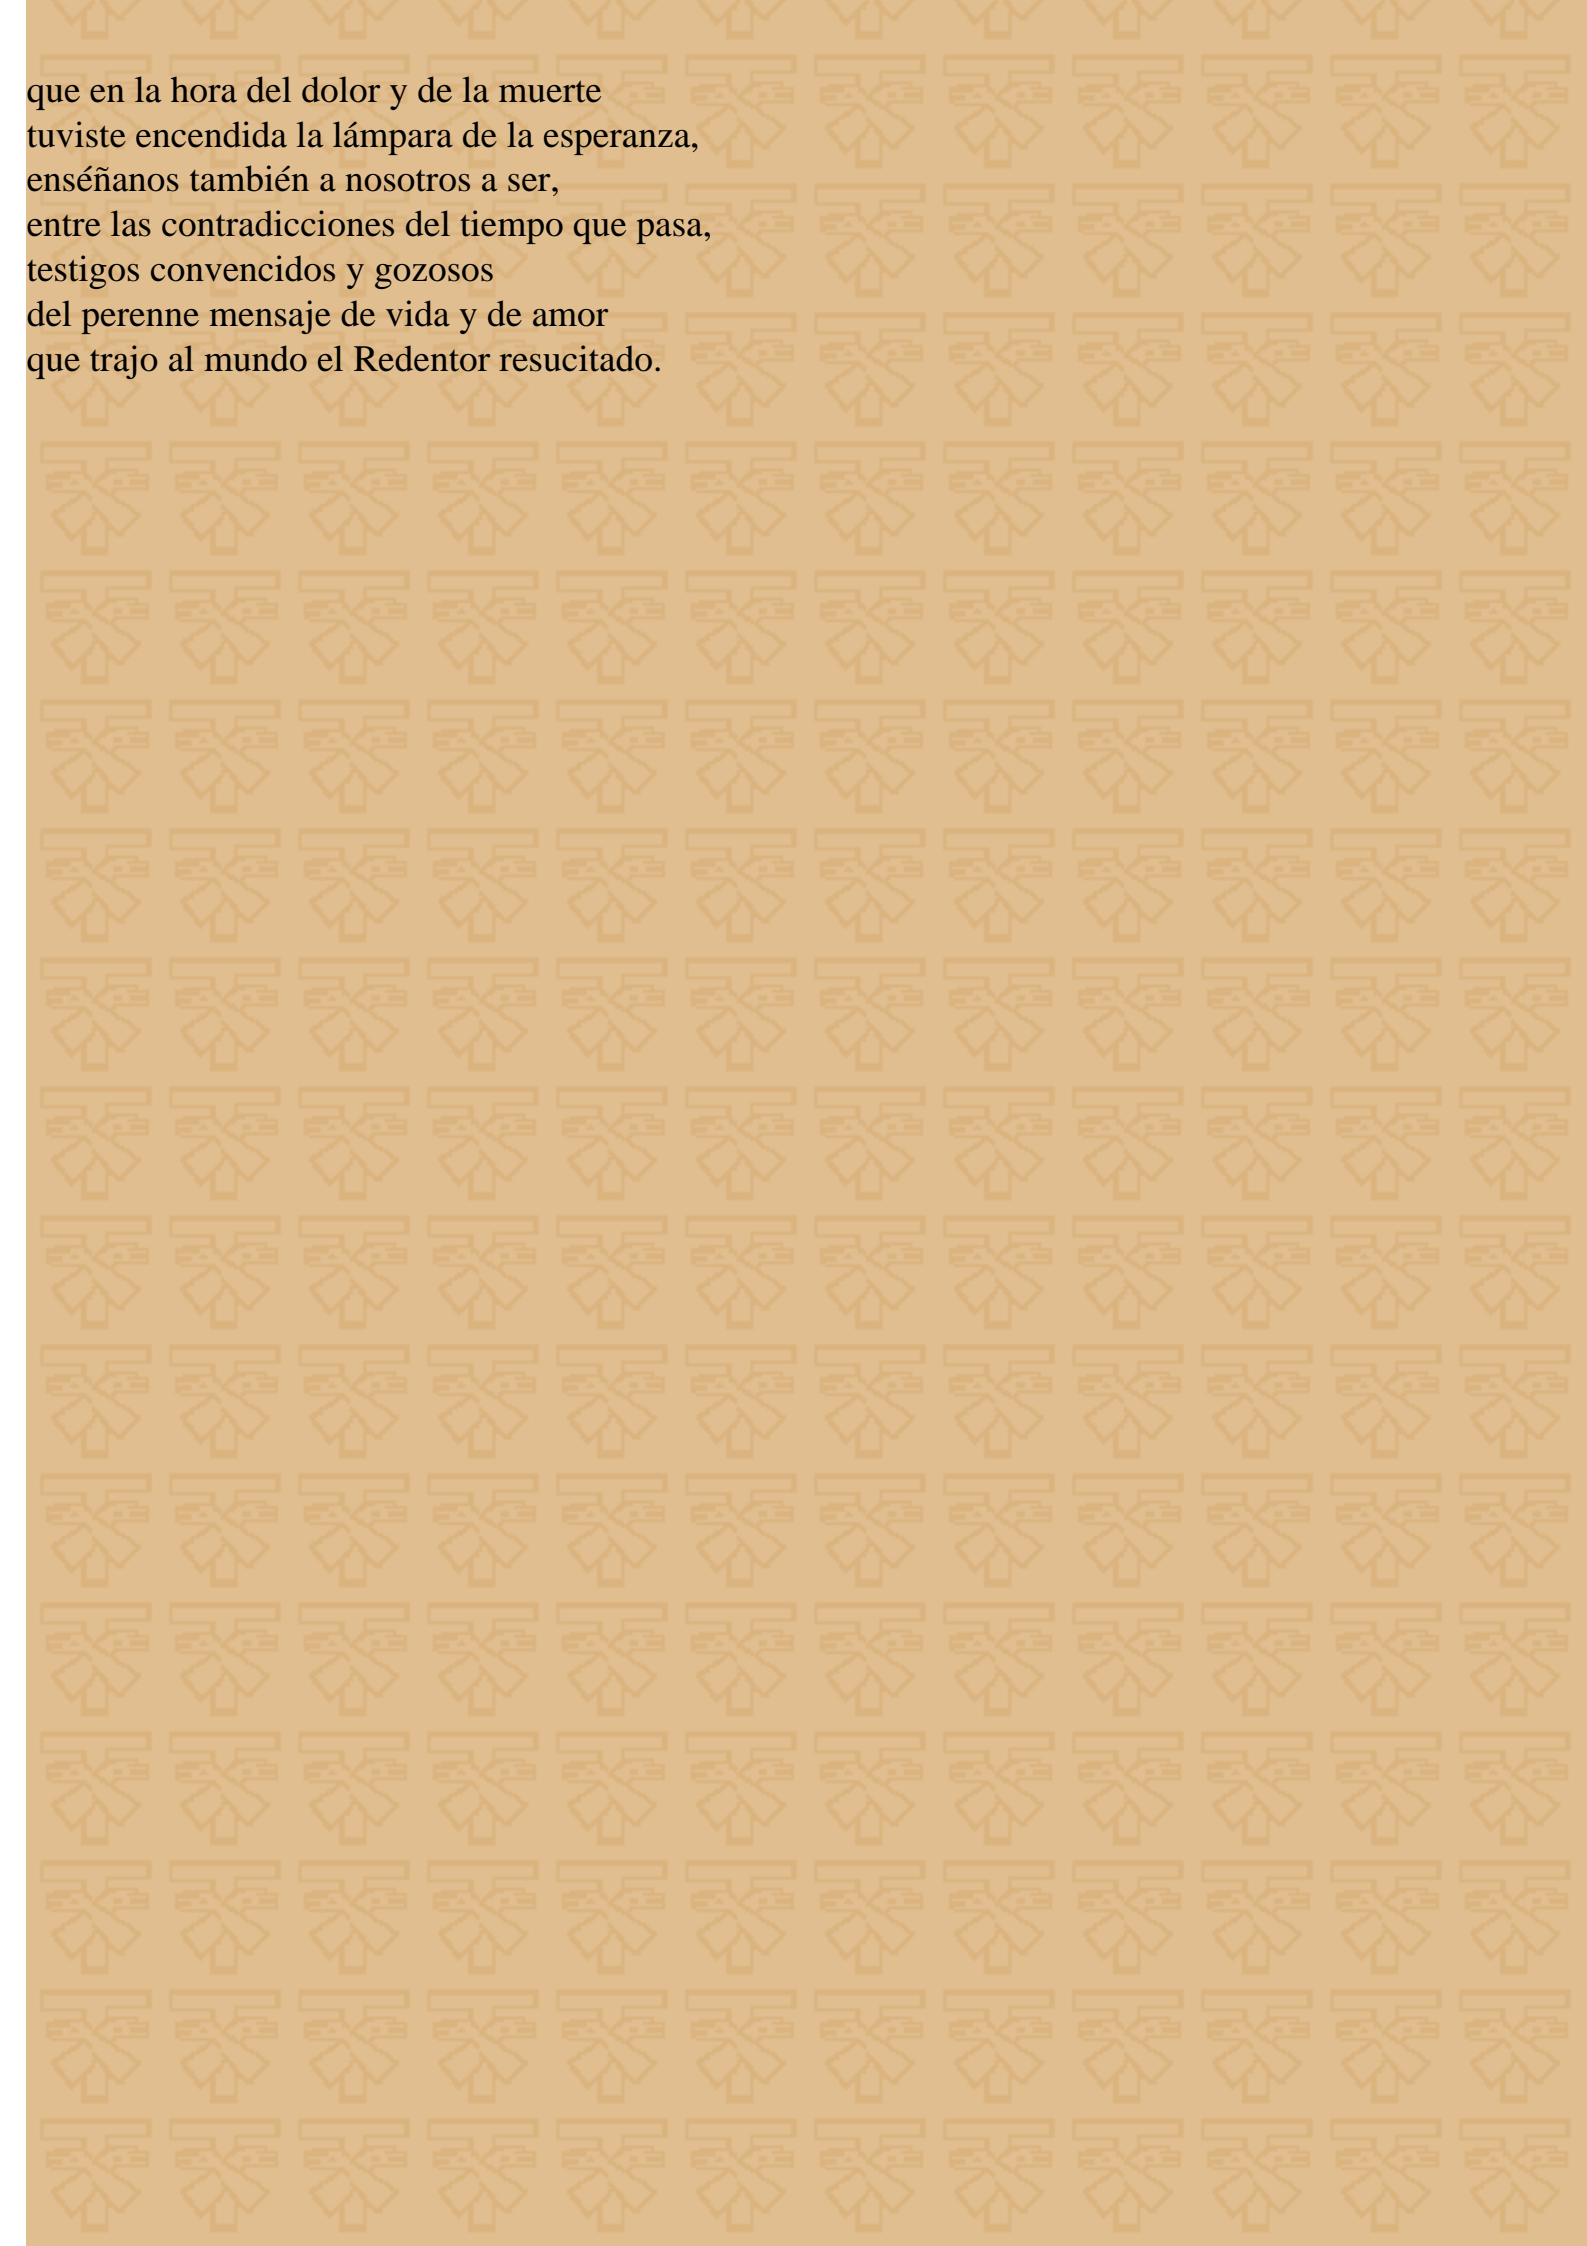 que en la hora del dolor y de la muerte
tuviste encendida la lámpara de la esperanza,
enséñanos también a nosotros a ser,
entre las contradicciones del tiempo que pasa,
testigos convencidos y gozosos
del perenne mensaje de vida y de amor
que trajo al mundo el Redentor resucitado.